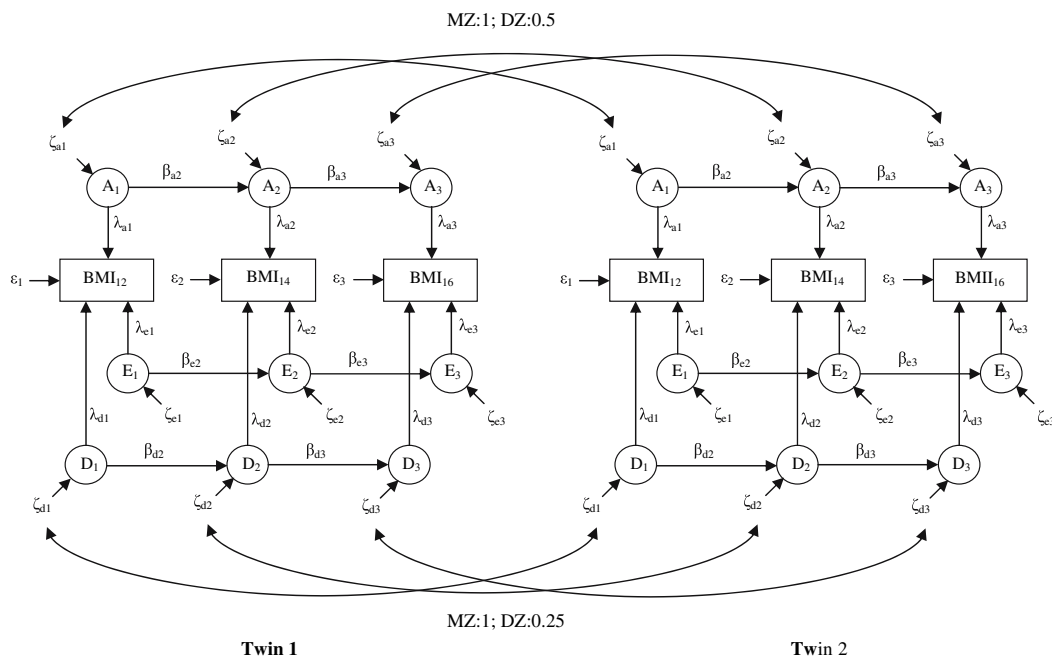 MZ:1; DZ:0.5
ζa1 ζa2 ζa3 ζa1 ζa2 ζa3
A1 βa2 A2 βa3 A3 A1 βa2 A2 βa3 A3
λa1 λa2 λa3 λa1 λa2 λa3
ε1 BMI12 ε2 BMI14 ε3 BMI16 ε1 BMI12 ε2 BMI14 ε3 BMII16
λe1 λe2 λe3 λe1 λe2 λe3
E1 βe2 E2 βe3 E3 E1 βe2 E2 βe3 E3
λd1 ζe1 λd2 ζe2 λd3 ζe3 λd1 ζe1 λd2 ζe2 λd3 ζe3
D1 βd2 D2 βd3 D3 D1 βd2 D2 βd3 D3
ζd1 ζd2 ζd3 ζd1 ζd2 ζd3
MZ:1; DZ:0.25
Twin 1 Twin 2